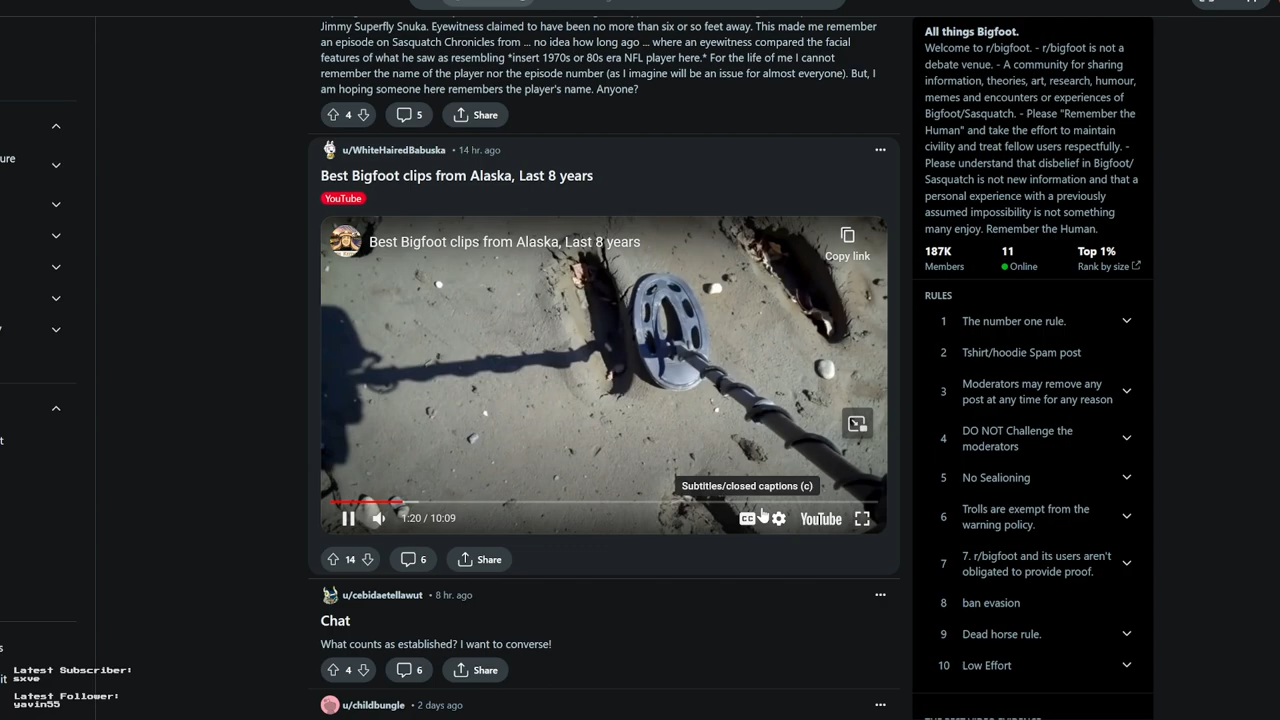 Jimmy Superfly Snuka. Eyewitness claimed to have been no more than six or so feet away. This made me remember
an episode on Sasquatch Chronicles from ... no idea how long ago ... where an eyewitness compared the facial
features of what he saw as resembling *insert 1970s or 80s era NFL player here.* For the life of me I cannot
remember the name of the player nor the episode number (as I imagine will be an issue for almost everyone). But, I
am hoping someone here remembers the player's name. Anyone?
4
5
Share
u/WhiteHairedBabuska • 14 hr. ago
Best Bigfoot clips from Alaska, Last 8 years
YouTube
Best Bigfoot clips from Alaska, Last 8 years
Copy link
Subtitles/closed captions (c)
1:20 / 10:09
CC
YouTube
14
6
Share
u/cebidaetellawut • 8 hr. ago
Chat
What counts as established? I want to converse!
4
6
Share
u/childbungle • 2 days ago
All things Bigfoot.
Welcome to r/bigfoot. - r/bigfoot is not a
debate venue. - A community for sharing
information, theories, art, research, humour,
memes and encounters or experiences of
Bigfoot/Sasquatch. - Please "Remember the
Human" and take the effort to maintain
civility and treat fellow users respectfully. -
Please understand that disbelief in Bigfoot/
Sasquatch is not new information and that a
personal experience with a previously
assumed impossibility is not something
many enjoy. Remember the Human.
187K
Members
11
Online
Top 1%
Rank by size
RULES
1 The number one rule.
2 Tshirt/hoodie Spam post
3 Moderators may remove any
post at any time for any reason
4 DO NOT Challenge the
moderators
5 No Sealioning
6 Trolls are exempt from the
warning policy.
7 7. r/bigfoot and its users aren't
obligated to provide proof.
8 ban evasion
9 Dead horse rule.
10 Low Effort
ture
Latest Subscriber:
sxve
Latest Follower:
yavin55